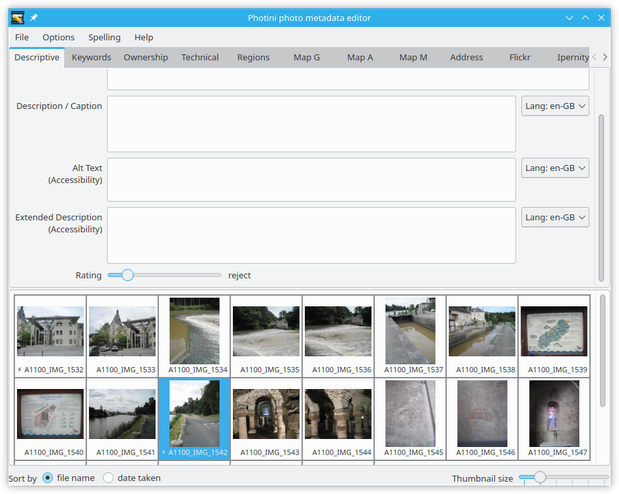 Photini photo metadata editor
File Options Spelling Help
Descriptive Keywords Ownership Technical Regions Map G Map A Map M Address Flickr Ipernity
Description / Caption Lang: en-GB
Alt Text Lang: en-GB
(Accessibility)
Extended Description Lang: en-GB
(Accessibility)
Rating reject
⚡ A1100_IMG_1532 A1100_IMG_1533 A1100_IMG_1534 A1100_IMG_1535 A1100_IMG_1536 A1100_IMG_1537 A1100_IMG_1538 A1100_IMG_1539
A1100_IMG_1540 A1100_IMG_1541 ⚡ A1100_IMG_1542 A1100_IMG_1543 A1100_IMG_1544 A1100_IMG_1545 A1100_IMG_1546 A1100_IMG_1547
Sort by file name date taken Thumbnail size